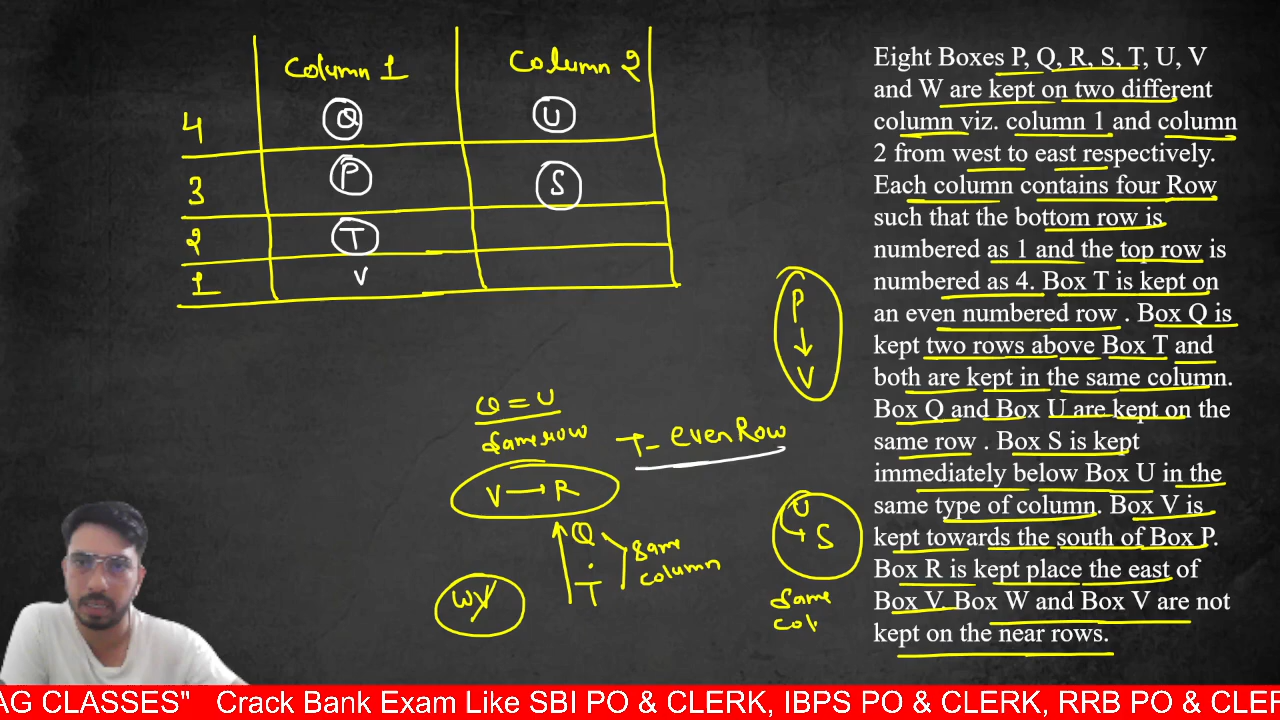 Column 1 Column 2
4 Q U
3 P S
2 T
1 V
P
↓
V
Q = U
Same row
T - even Row
V → R
Q
T
Same
column
W V
U
S
Same
col
Eight Boxes P, Q, R, S, T, U, V
and W are kept on two different
column viz. column 1 and column
2 from west to east respectively.
Each column contains four Row
such that the bottom row is
numbered as 1 and the top row is
numbered as 4. Box T is kept on
an even numbered row . Box Q is
kept two rows above Box T and
both are kept in the same column.
Box Q and Box U are kept on the
same row . Box S is kept
immediately below Box U in the
same type of column. Box V is
kept towards the south of Box P.
Box R is kept place the east of
Box V. Box W and Box V are not
kept on the near rows.
AG CLASSES" Crack Bank Exam Like SBI PO & CLERK, IBPS PO & CLERK, RRB PO & CLER